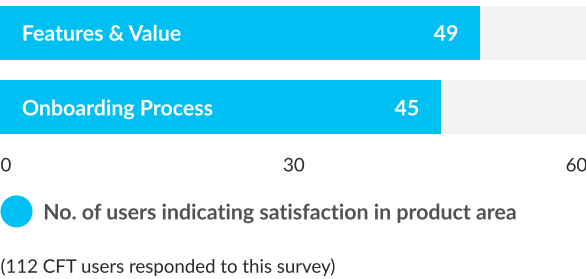 Features & Value 49
Onboarding Process 45
0 30 60
No. of users indicating satisfaction in product area
(112 CFT users responded to this survey)